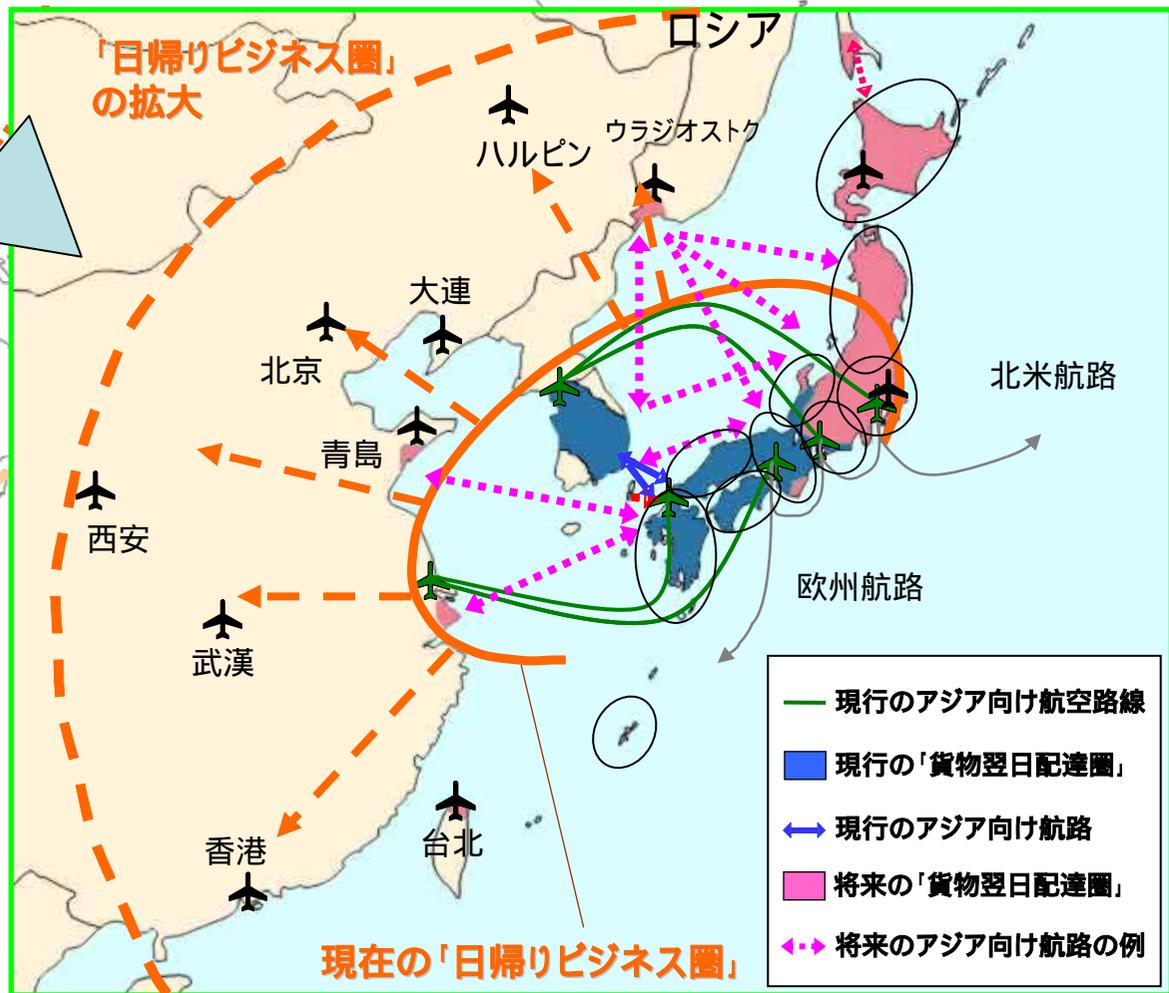 ロシア
「日帰りビジネス圏」
の拡大
ハルピン
ウラジオストク
大連
北京
青島
西安
武漢
香港
台北
北米航路
欧州航路
現在の「日帰りビジネス圏」
現行のアジア向け航空路線
現行の「貨物翌日配達圏」
現行のアジア向け航路
将来の「貨物翌日配達圏」
将来のアジア向け航路の例